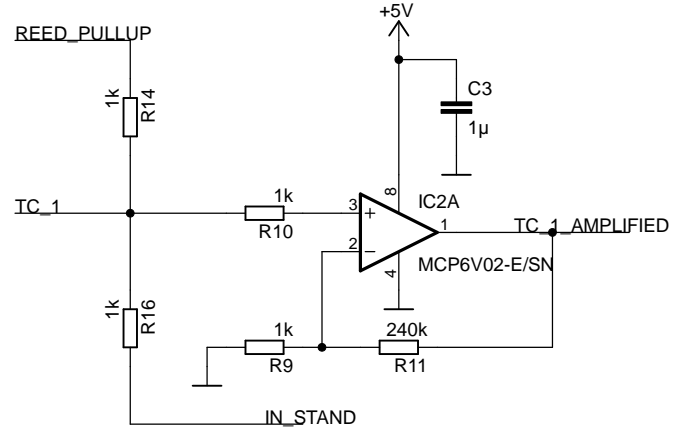 +5V
REED_PULLUP
1k
R14
C3
1µ
TC_1
1k
R10
3
+
8
IC2A
1
TC_1_AMPLIFIED
2
−
4
MCP6V02-E/SN
1k
R16
1k
R9
240k
R11
IN_STAND